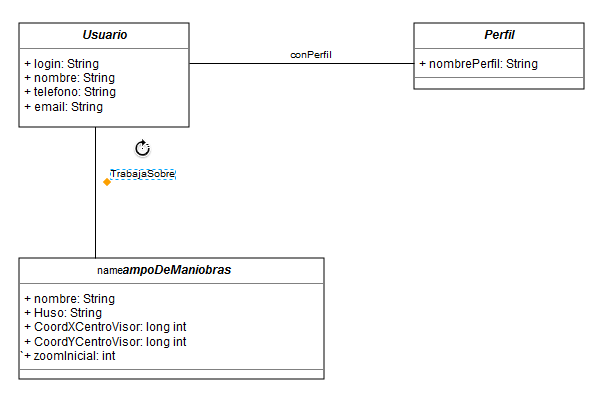 Usuario
+ login: String
+ nombre: String
+ telefono: String
+ email: String
conPerfil
Perfil
+ nombrePerfil: String
TrabajaSobre
nameampoDeManiobras
+ nombre: String
+ Huso: String
+ CoordXCentroVisor: long int
+ CoordYCentroVisor: long int
`+ zoomInicial: int